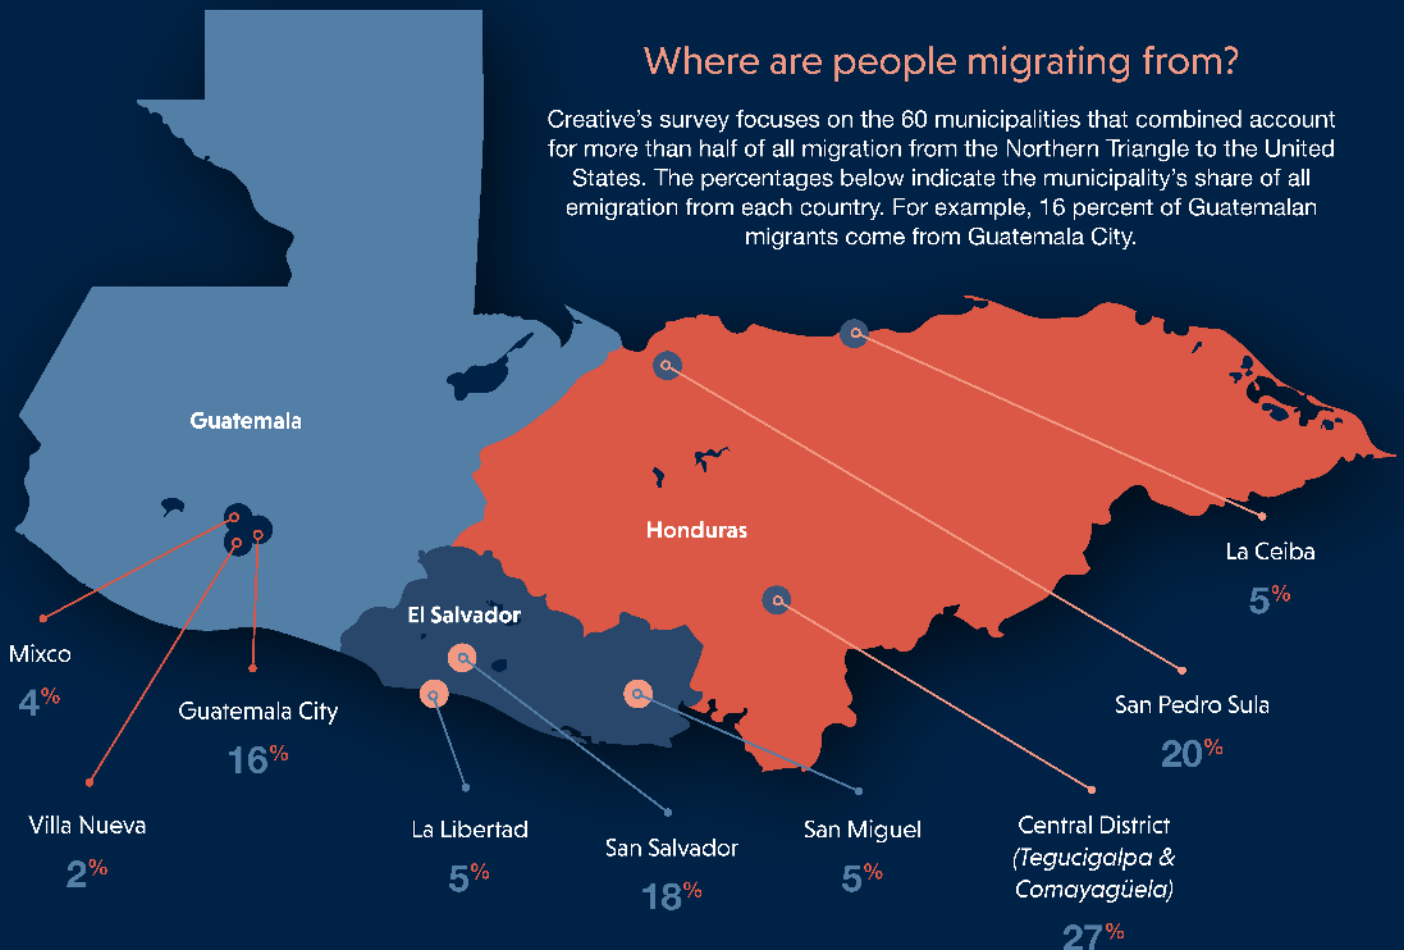 Where are people migrating from?
Creative's survey focuses on the 60 municipalities that combined account
for more than half of all migration from the Northern Triangle to the United
States. The percentages below indicate the municipality's share of all
emigration from each country. For example, 16 percent of Guatemalan
migrants come from Guatemala City.
Guatemala
Honduras
El Salvador
La Ceiba
5%
Mixco
4%
Guatemala City
16%
San Pedro Sula
20%
Villa Nueva
2%
La Libertad
5%
San Salvador
18%
San Miguel
5%
Central District
(Tegucigalpa &
Comayagüela)
27%